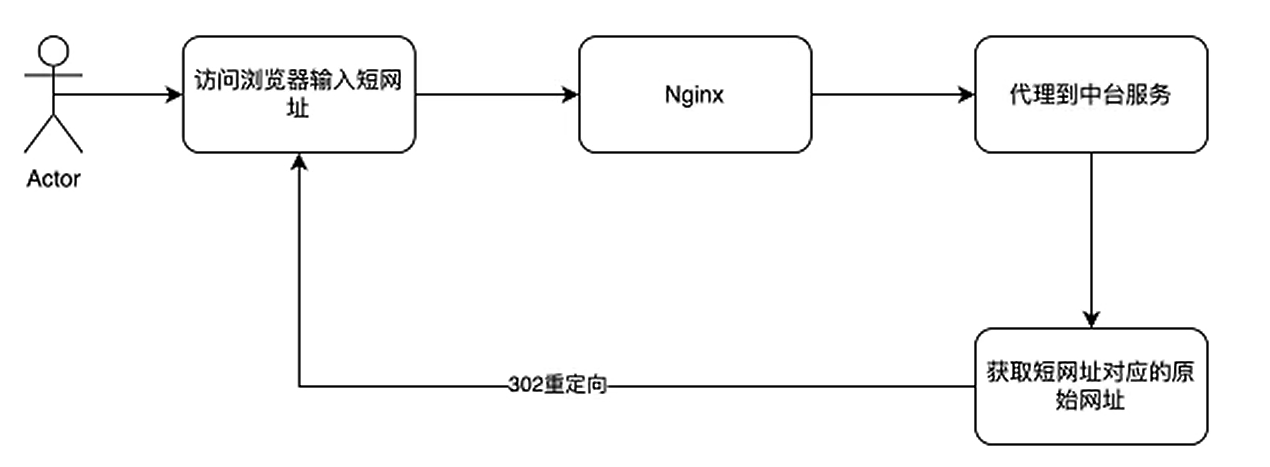 访问浏览器输入短网
址
Nginx
代理到中台服务
Actor
获取短网址对应的原
始网址
302重定向